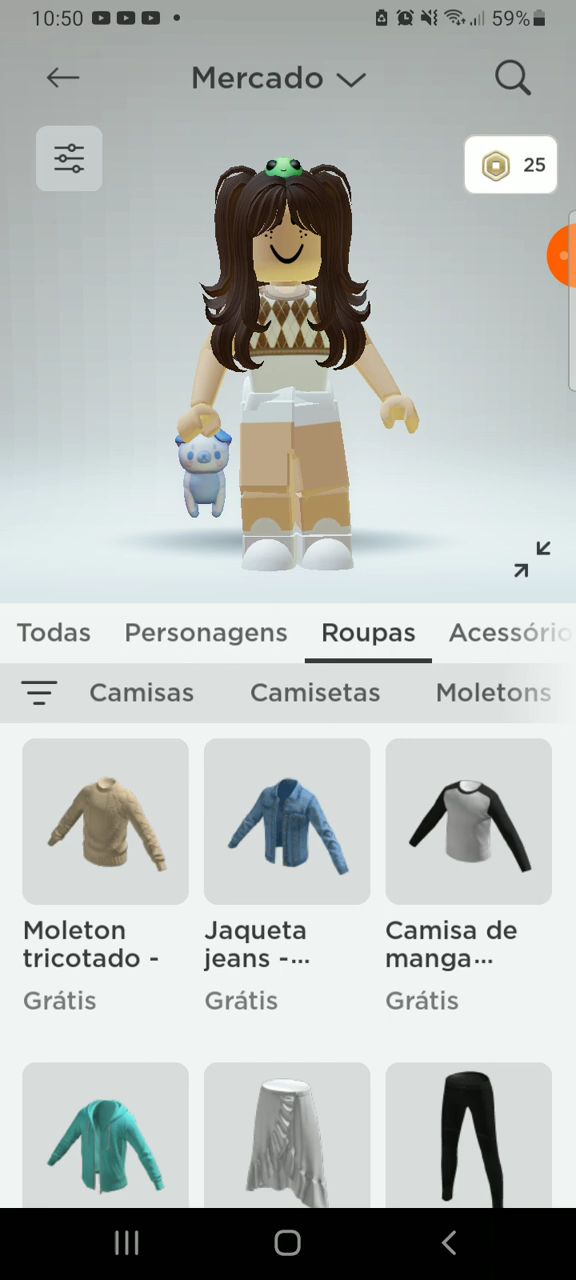 10:50
59%
Mercado
25
Todas Personagens Roupas Acessório
Camisas Camisetas Moletons
Moleton
tricotado -
Grátis
Jaqueta
jeans -...
Grátis
Camisa de
manga...
Grátis